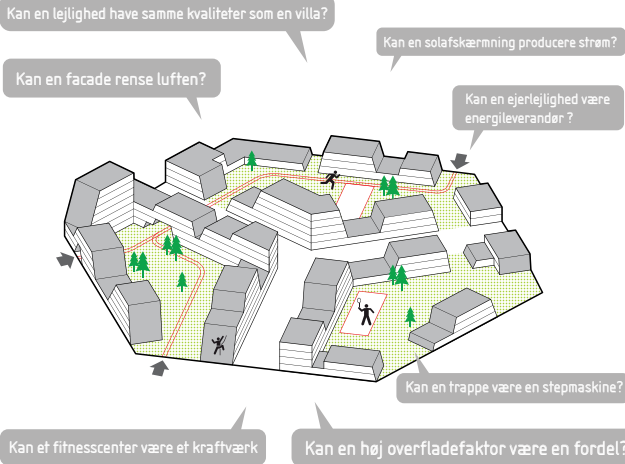 Kan en lejlighed have samme kvaliteter som en villa?
Kan en solafskærmning producere strøm?
Kan en facade rense luften?
Kan en ejerlejlighed være
energileverandør ?
Kan en trappe være en stepmaskine?
Kan et fitnesscenter være et kraftværk
Kan en høj overfladefaktor være en fordel?